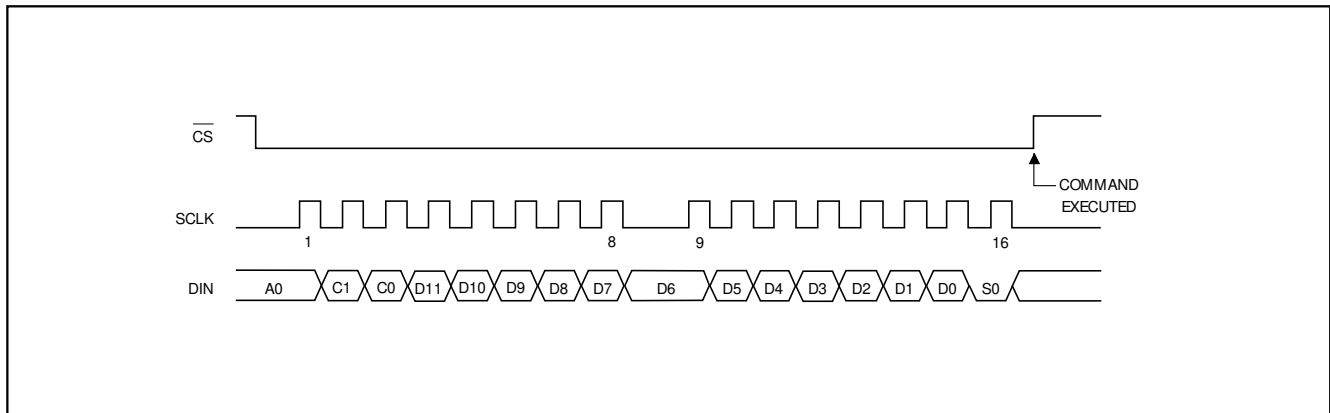 CS
COMMAND
EXECUTED
SCLK
1 8 9 16
DIN A0 C1 C0 D11 D10 D9 D8 D7 D6 D5 D4 D3 D2 D1 D0 S0